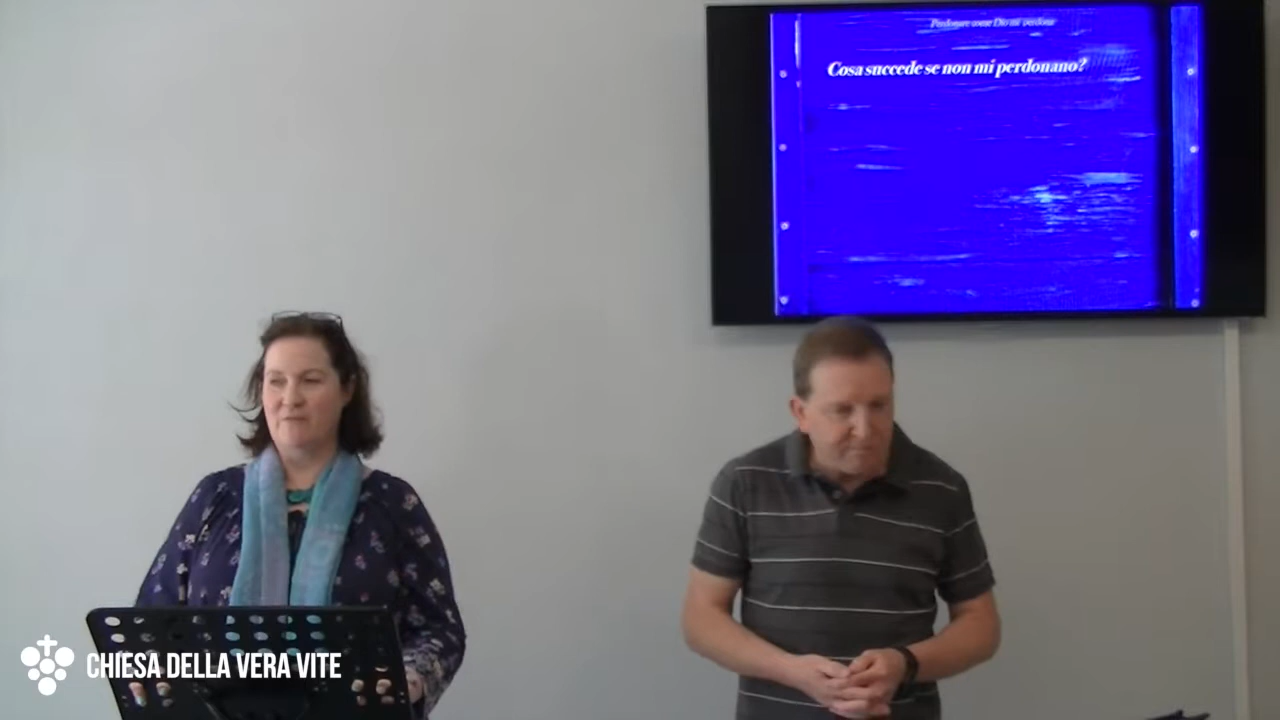 Perdonare come Dio mi perdona
Cosa succede se non mi perdonano?
CHIESA DELLA VERA VITE